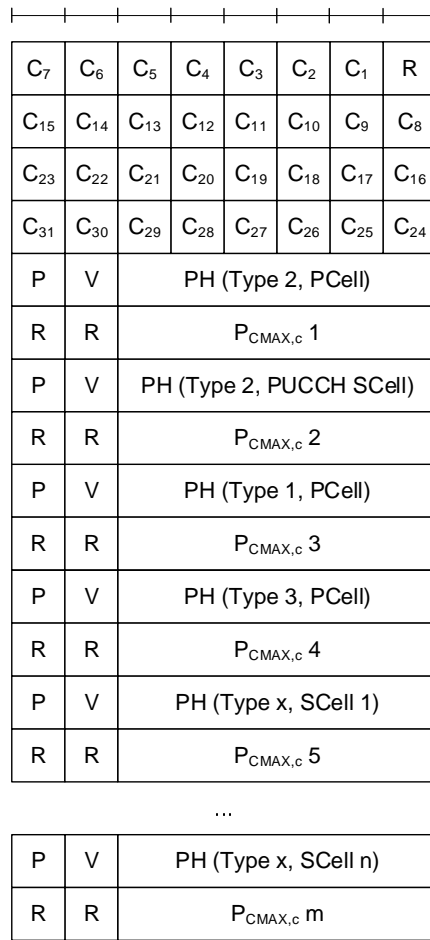 C7 C6 C5 C4 C3 C2 C1 R
C15 C14 C13 C12 C11 C10 C9 C8
C23 C22 C21 C20 C19 C18 C17 C16
C31 C30 C29 C28 C27 C26 C25 C24
P V PH (Type 2, PCell)
R R PCMAX,c 1
P V PH (Type 2, PUCCH SCell)
R R PCMAX,c 2
P V PH (Type 1, PCell)
R R PCMAX,c 3
P V PH (Type 3, PCell)
R R PCMAX,c 4
P V PH (Type x, SCell 1)
R R PCMAX,c 5
...
P V PH (Type x, SCell n)
R R PCMAX,c m